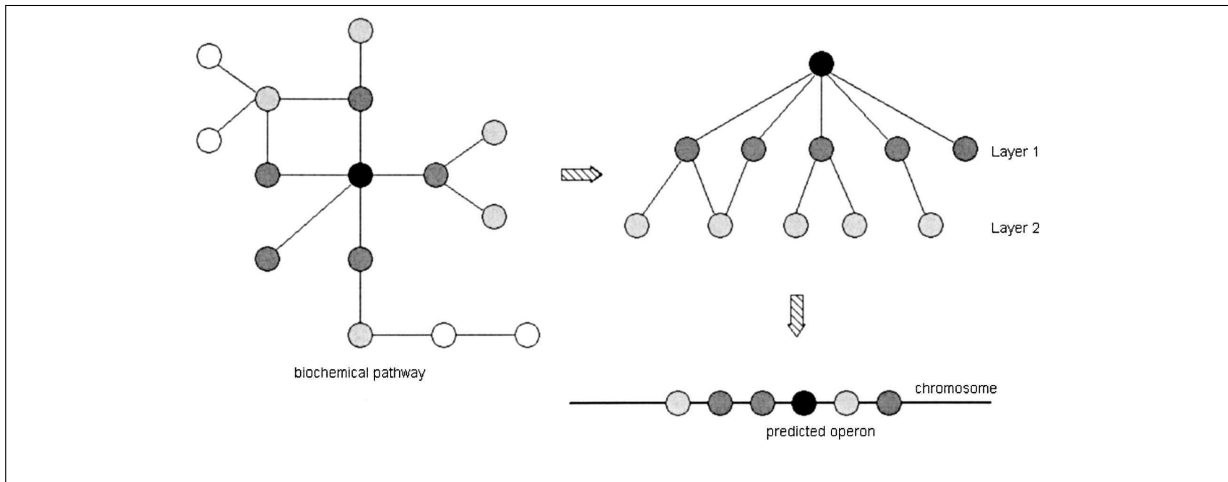 Layer 1
Layer 2
biochemical pathway
chromosome
predicted operon